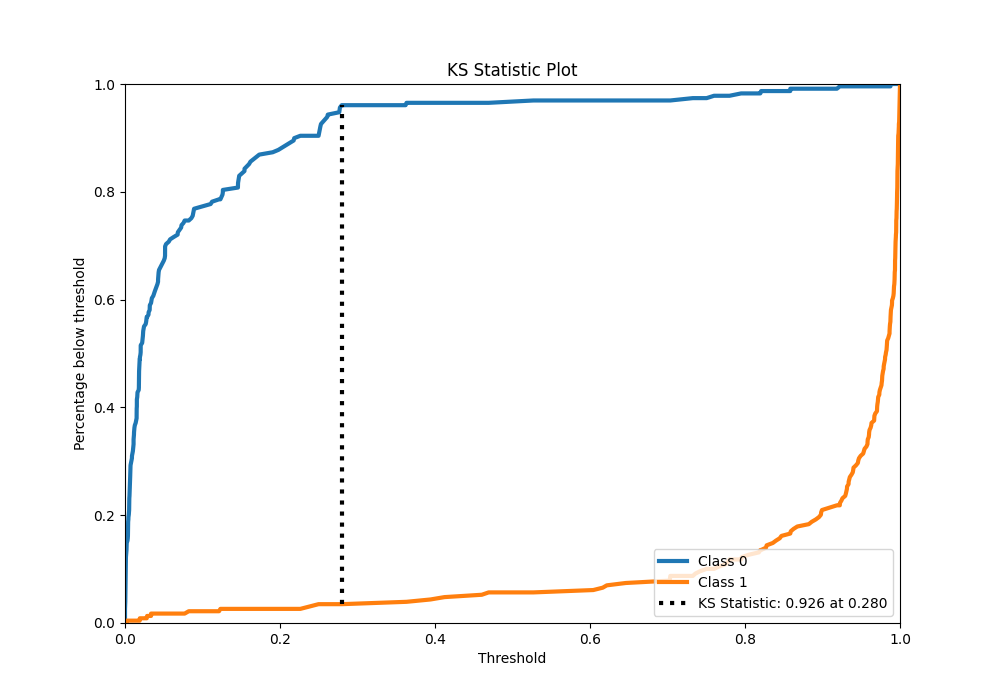 KS Statistic Plot
Percentage below threshold
1.0
0.8
0.6
0.4
0.2
0.0
0.0 0.2 0.4 0.6 0.8 1.0
Threshold
Class 0
Class 1
KS Statistic: 0.926 at 0.280